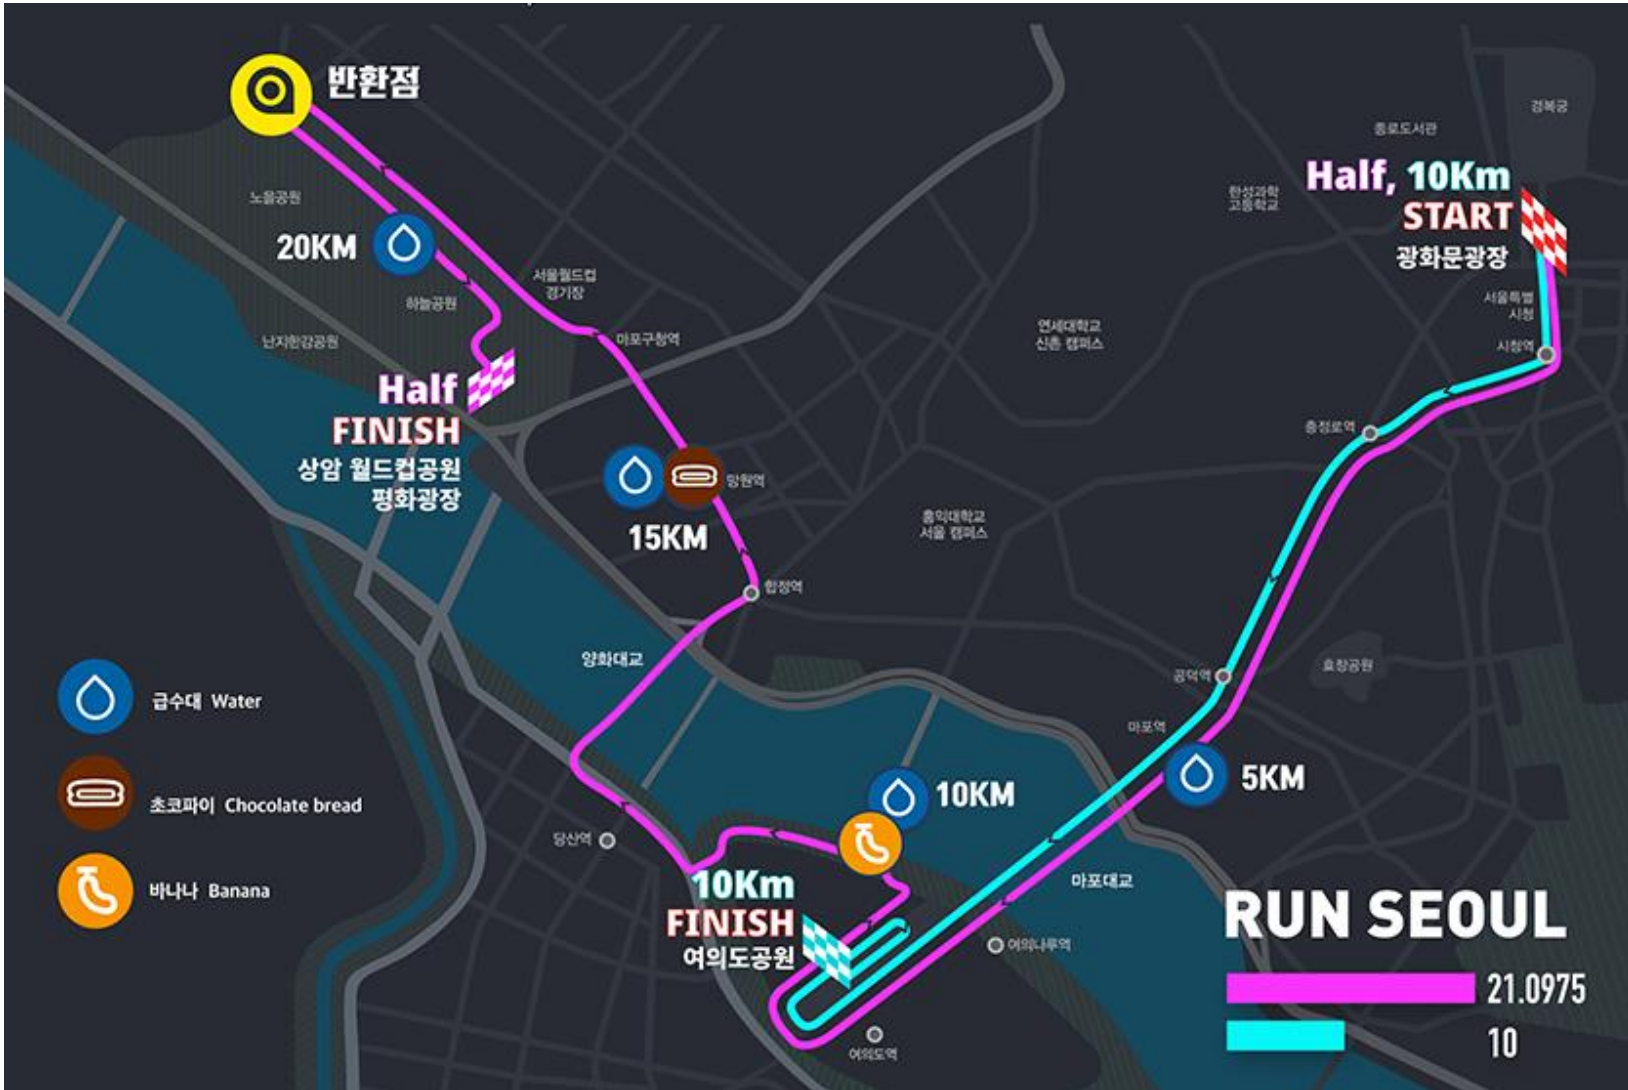 반환점
경복궁
종로도서관
Half, 10Km
START
광화문광장
한성과학
고등학교
노을공원
20KM
서울월드컵
경기장
하늘공원
서울특별
시청
난지한강공원
마포구청역
연세대학교
신촌 캠퍼스
시청역
Half
FINISH
상암 월드컵공원
평화광장
충정로역
망원역
15KM
홍익대학교
서울 캠퍼스
합정역
양화대교
효창공원
공덕역
급수대 Water
마포역
5KM
10KM
초코파이 Chocolate bread
당산역
바나나 Banana
10Km
FINISH
여의도공원
마포대교
여의나루역
여의도역
RUN SEOUL
21.0975
10